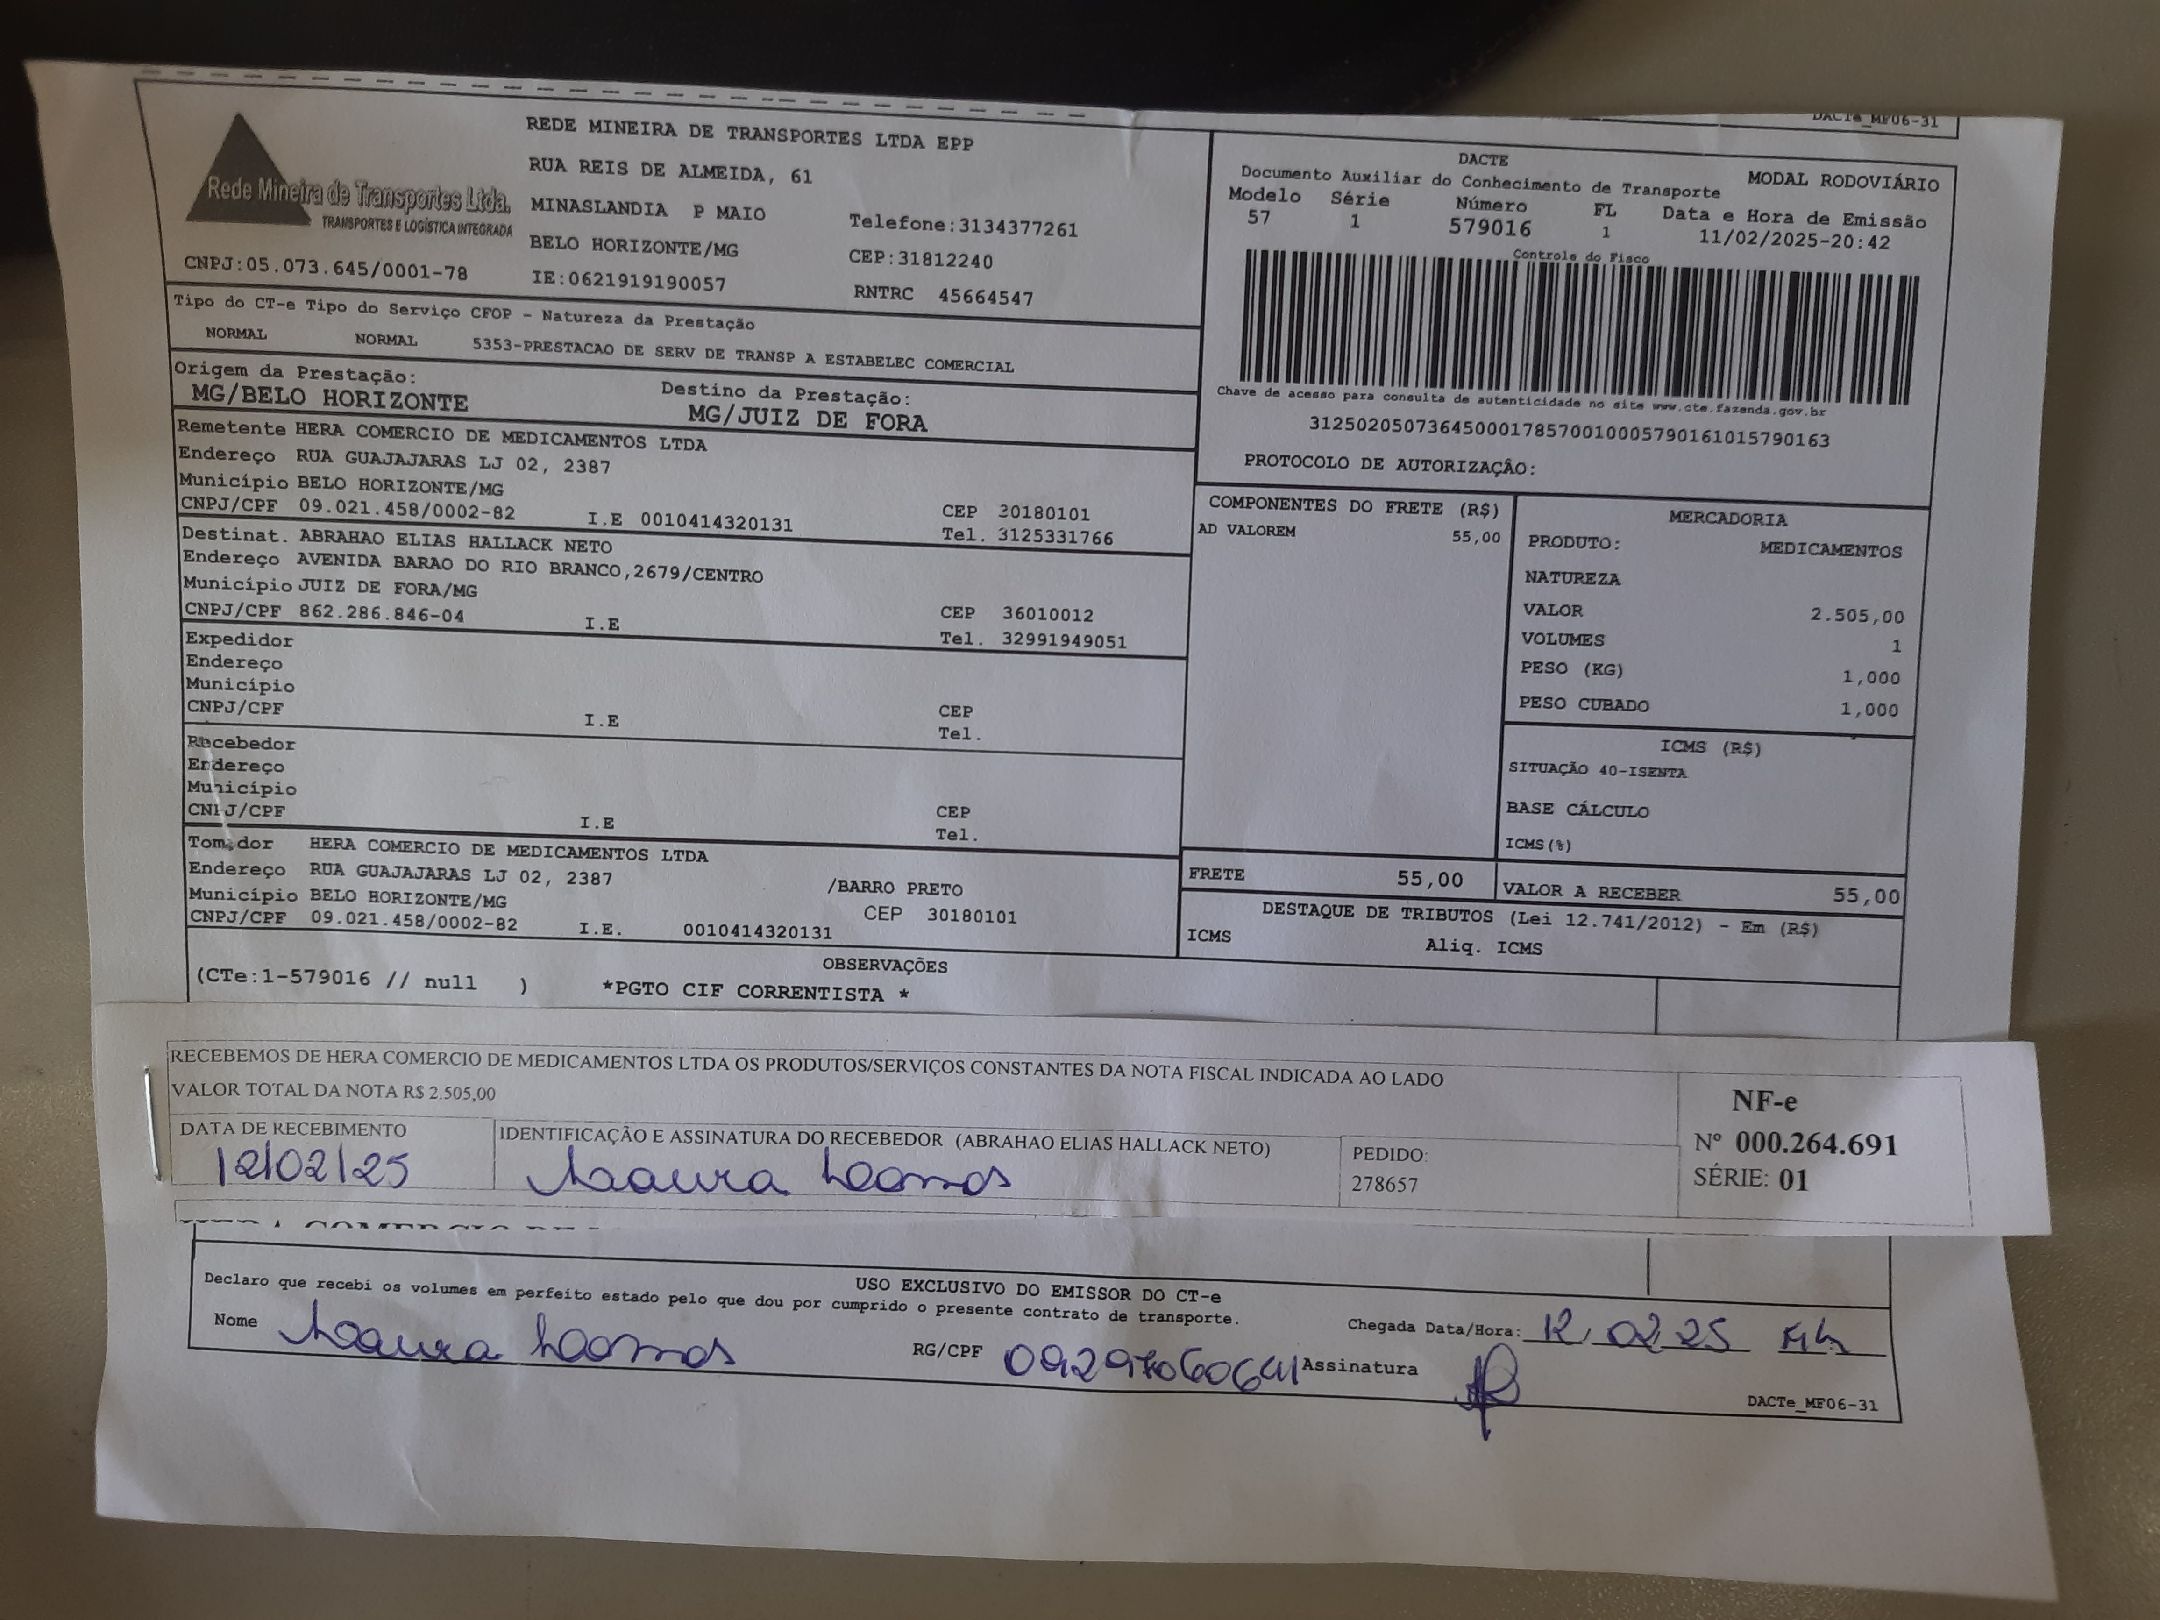 DACTe_MF06-31
Rede Mineira de Transportes Ltda.
TRANSPORTES E LOGÍSTICA INTEGRADA
CNPJ:05.073.645/0001-78
REDE MINEIRA DE TRANSPORTES LTDA EPP
RUA REIS DE ALMEIDA, 61
MINASLANDIA P MAIO Telefone:3134377261
BELO HORIZONTE/MG CEP:31812240
IE:0621919190057 RNTRC 45664547
DACTE MODAL RODOVIÁRIO
Documento Auxiliar do Conhecimento de Transporte
Modelo Série Número FL Data e Hora de Emissão
57 1 579016 1 11/02/2025-20:42
Controle do Fisco
Chave de acesso para consulta de autenticidade no site www.cte.fazenda.gov.br
31250205073645000178570010005790161015790163
PROTOCOLO DE AUTORIZAÇÃO:
Tipo do CT-e Tipo do Serviço CFOP - Natureza da Prestação
NORMAL NORMAL 5353-PRESTACAO DE SERV DE TRANSP A ESTABELEC COMERCIAL
Origem da Prestação: Destino da Prestação:
MG/BELO HORIZONTE MG/JUIZ DE FORA
Remetente HERA COMERCIO DE MEDICAMENTOS LTDA
Endereço RUA GUAJAJARAS LJ 02, 2387
Município BELO HORIZONTE/MG CEP 30180101
CNPJ/CPF 09.021.458/0002-82 I.E 0010414320131 Tel. 3125331766
Destinat. ABRAHAO ELIAS HALLACK NETO
Endereço AVENIDA BARAO DO RIO BRANCO,2679/CENTRO
Município JUIZ DE FORA/MG CEP 36010012
CNPJ/CPF 862.286.846-04 I.E Tel. 32991949051
Expedidor
Endereço
Município CEP
CNPJ/CPF I.E Tel.
Recebedor
Endereço
Município CEP
CNPJ/CPF I.E Tel.
Tomador HERA COMERCIO DE MEDICAMENTOS LTDA
Endereço RUA GUAJAJARAS LJ 02, 2387 /BARRO PRETO
Município BELO HORIZONTE/MG CEP 30180101
CNPJ/CPF 09.021.458/0002-82 I.E. 0010414320131
COMPONENTES DO FRETE (R$)
AD VALOREM 55,00
MERCADORIA
PRODUTO: MEDICAMENTOS
NATUREZA
VALOR 2.505,00
VOLUMES 1
PESO (KG) 1,000
PESO CUBADO 1,000
ICMS (R$)
SITUAÇÃO 40-ISENTA
BASE CÁLCULO
ICMS(%)
FRETE 55,00 VALOR A RECEBER 55,00
DESTAQUE DE TRIBUTOS (Lei 12.741/2012) - Em (R$)
ICMS Aliq. ICMS
OBSERVAÇÕES
(CTe:1-579016 // null ) *PGTO CIF CORRENTISTA *
RECEBEMOS DE HERA COMERCIO DE MEDICAMENTOS LTDA OS PRODUTOS/SERVIÇOS CONSTANTES DA NOTA FISCAL INDICADA AO LADO
VALOR TOTAL DA NOTA R$ 2.505,00
DATA DE RECEBIMENTO IDENTIFICAÇÃO E ASSINATURA DO RECEBEDOR (ABRAHAO ELIAS HALLACK NETO)
12/02/25
PEDIDO:
278657
NF-e
Nº 000.264.691
SÉRIE: 01
USO EXCLUSIVO DO EMISSOR DO CT-e
Declaro que recebi os volumes em perfeito estado pelo que dou por cumprido o presente contrato de transporte.
Nome RG/CPF Assinatura
Chegada Data/Hora: 12 02 25
DACTe_MF06-31